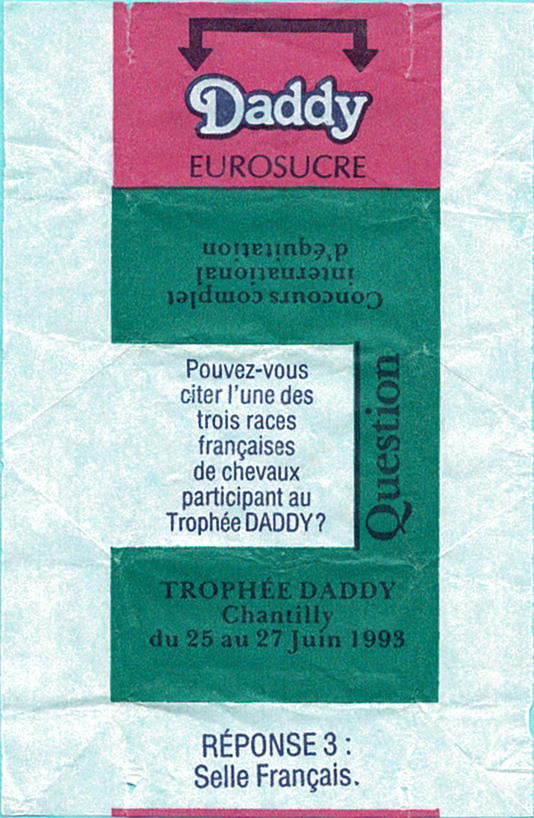 Daddy
EUROSUCRE
Concours complet
international
d'équitation
Pouvez-vous
citer l'une des
trois races
françaises
de chevaux
participant au
Trophée DADDY?
Question
TROPHÉE DADDY
Chantilly
du 25 au 27 Juin 1993
RÉPONSE 3 :
Selle Français.